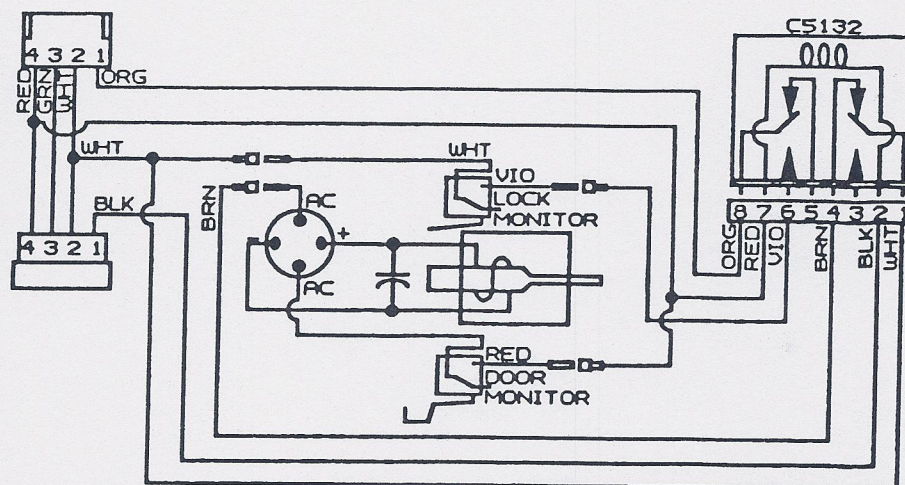 C5132
4 3 2 1
RED
GRN
WHT
ORG
WHT
WHT
VIO
LOCK
MONITOR
BRN
AC
BLK
- +
4 3 2 1
AC
8 7 6 5 4 3 2 1
ORG
RED
VIO
BRN
BLK
WHT
RED
DOOR
MONITOR